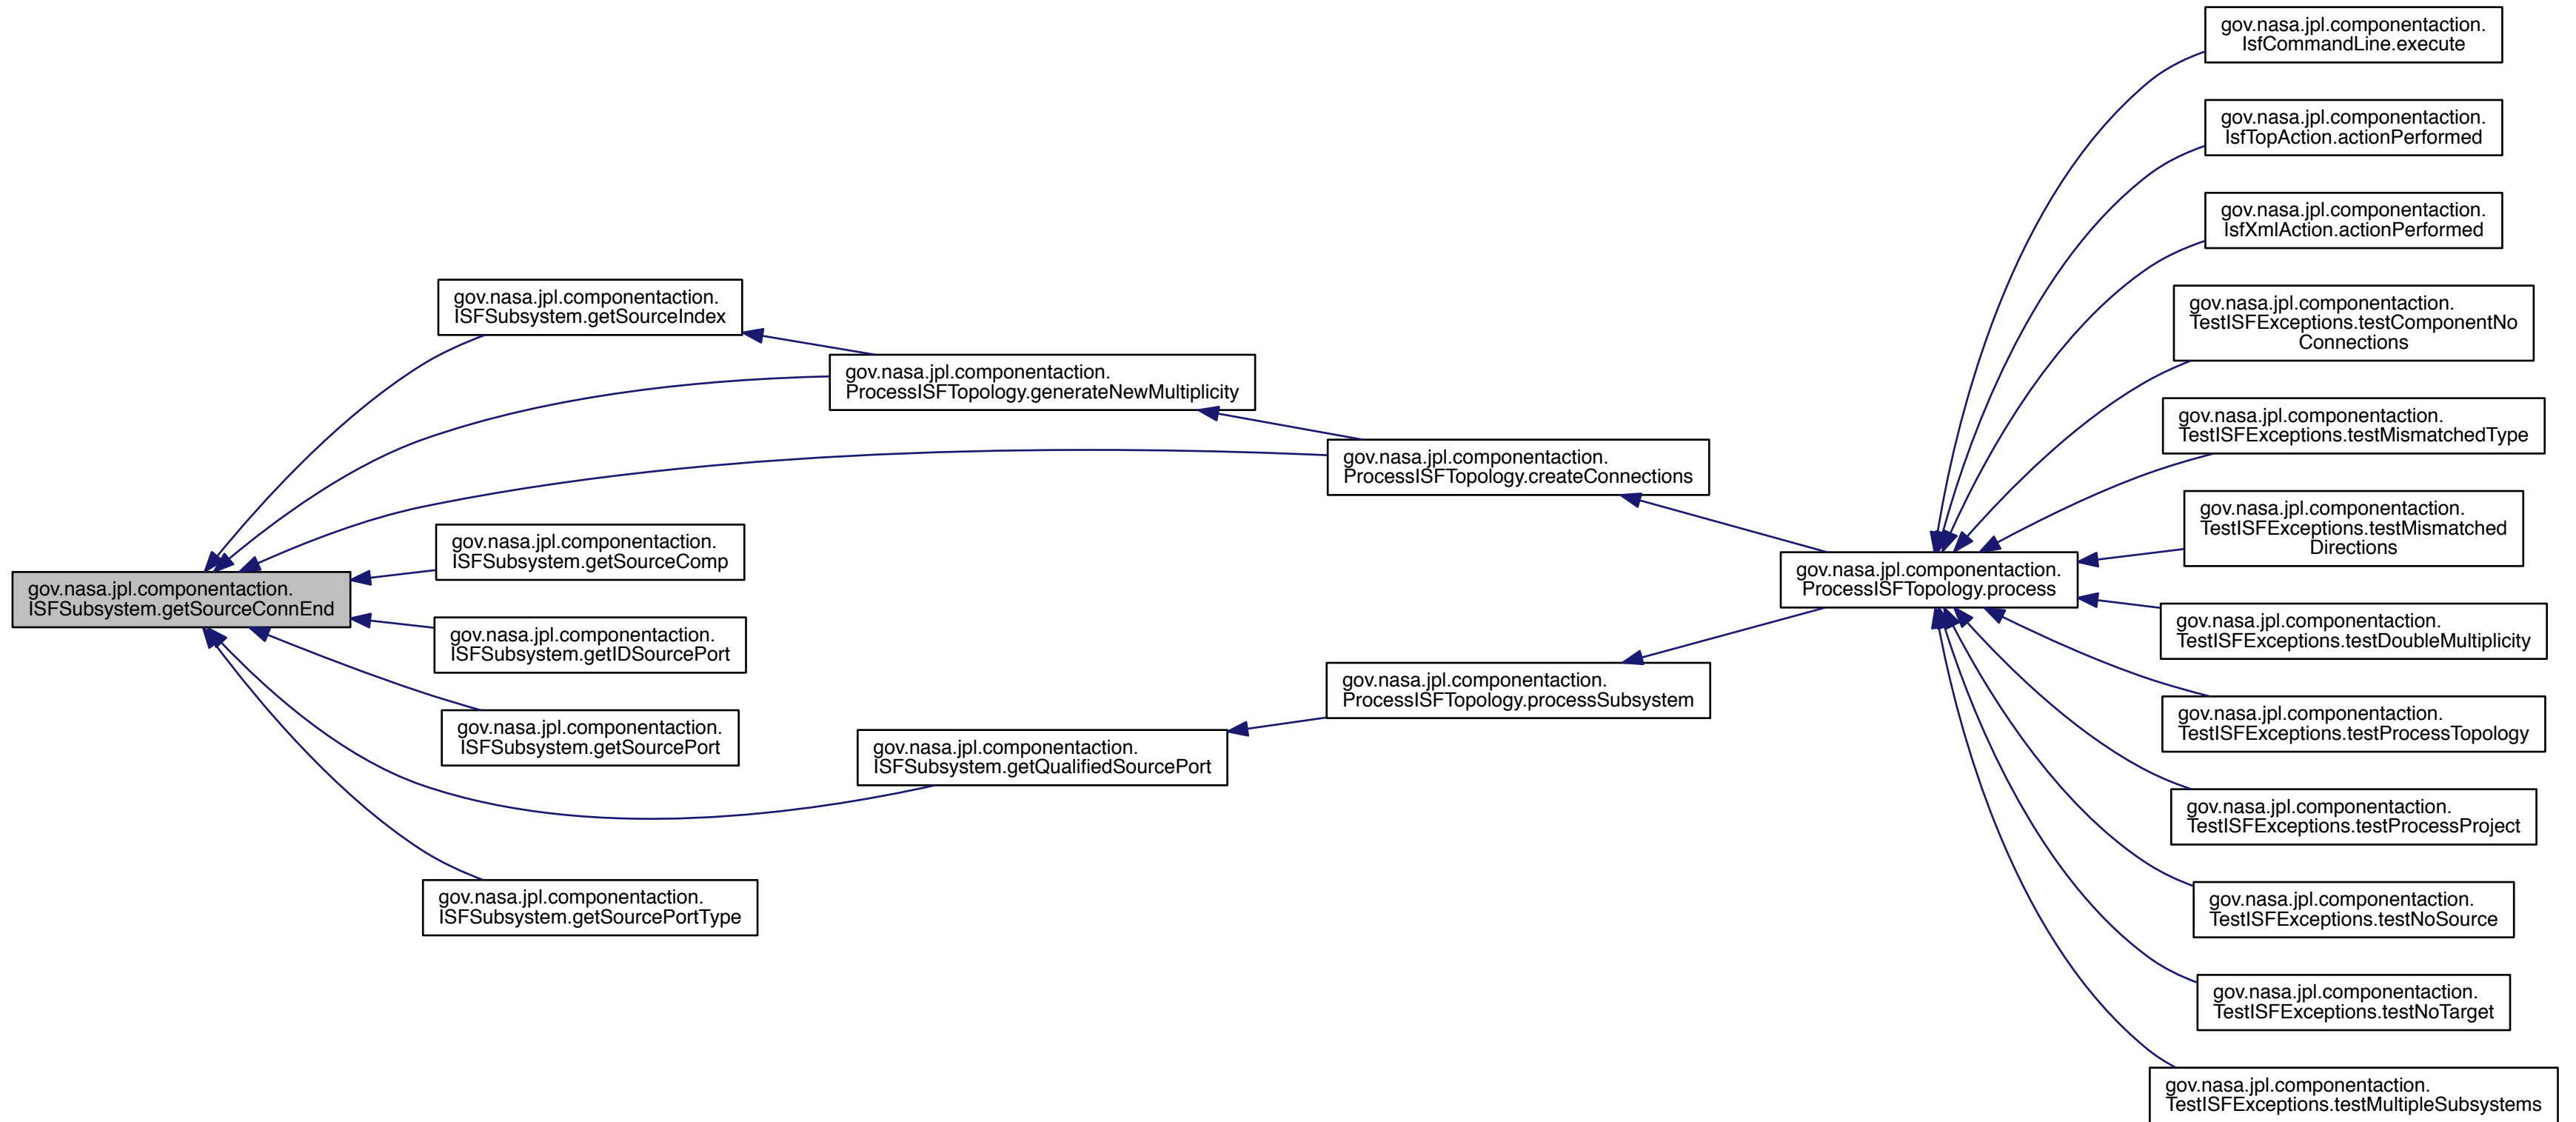 gov.nasa.jpl.componentaction.
IsfCommandLine.execute
gov.nasa.jpl.componentaction.
IsfTopAction.actionPerformed
gov.nasa.jpl.componentaction.
IsfXmlAction.actionPerformed
gov.nasa.jpl.componentaction.
TestISFExceptions.testComponentNo
Connections
gov.nasa.jpl.componentaction.
TestISFExceptions.testMismatchedType
gov.nasa.jpl.componentaction.
TestISFExceptions.testMismatched
Directions
gov.nasa.jpl.componentaction.
TestISFExceptions.testDoubleMultiplicity
gov.nasa.jpl.componentaction.
TestISFExceptions.testProcessTopology
gov.nasa.jpl.componentaction.
TestISFExceptions.testProcessProject
gov.nasa.jpl.componentaction.
TestISFExceptions.testNoSource
gov.nasa.jpl.componentaction.
TestISFExceptions.testNoTarget
gov.nasa.jpl.componentaction.
TestISFExceptions.testMultipleSubsystems
gov.nasa.jpl.componentaction.
ISFSubsystem.getSourceIndex
gov.nasa.jpl.componentaction.
ProcessISFTopology.generateNewMultiplicity
gov.nasa.jpl.componentaction.
ProcessISFTopology.createConnections
gov.nasa.jpl.componentaction.
ISFSubsystem.getSourceComp
gov.nasa.jpl.componentaction.
ISFSubsystem.getSourceConnEnd
gov.nasa.jpl.componentaction.
ProcessISFTopology.process
gov.nasa.jpl.componentaction.
ISFSubsystem.getIDSourcePort
gov.nasa.jpl.componentaction.
ProcessISFTopology.processSubsystem
gov.nasa.jpl.componentaction.
ISFSubsystem.getSourcePort
gov.nasa.jpl.componentaction.
ISFSubsystem.getQualifiedSourcePort
gov.nasa.jpl.componentaction.
ISFSubsystem.getSourcePortType